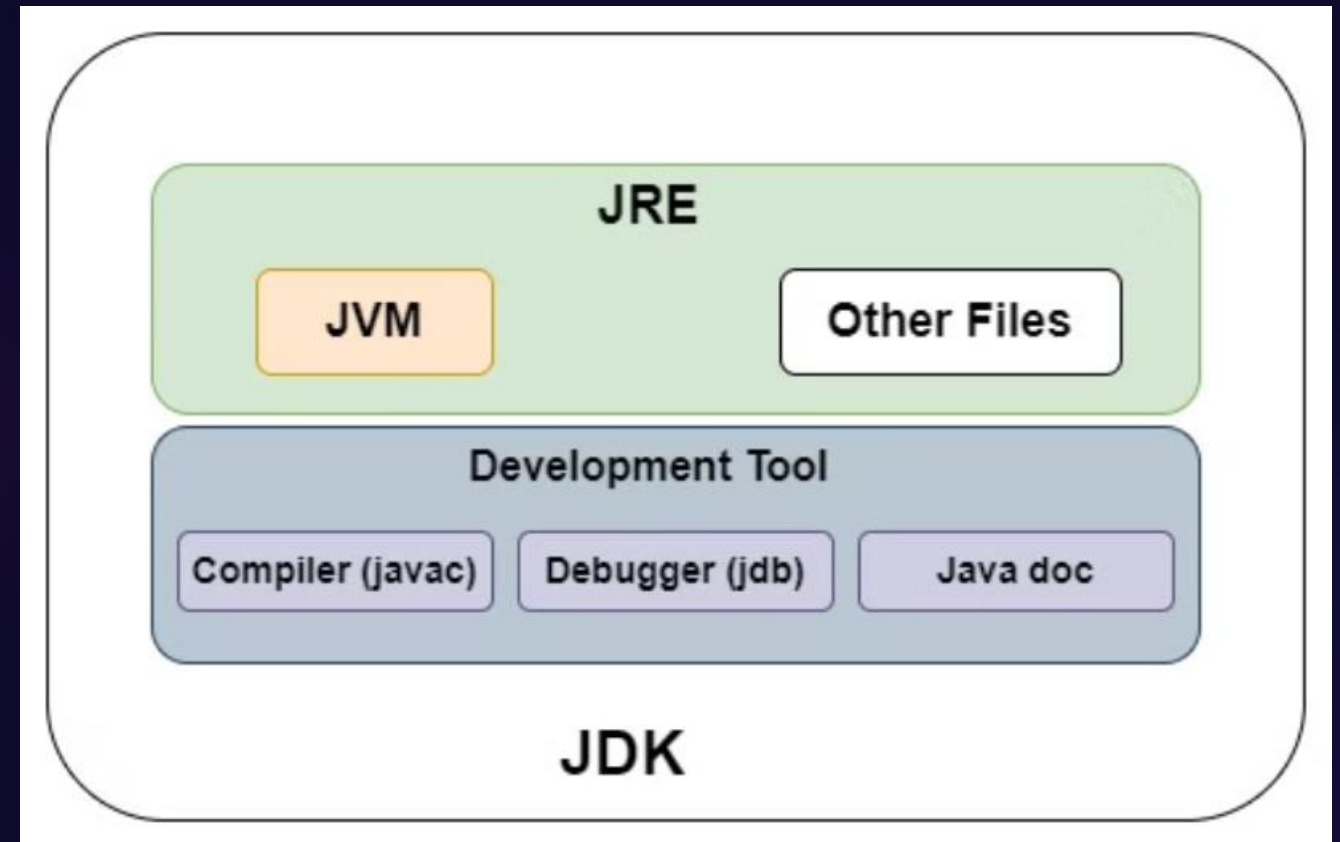 JRE
JVM
Other Files
Development Tool
Compiler (javac)
Debugger (jdb)
Java doc
JDK